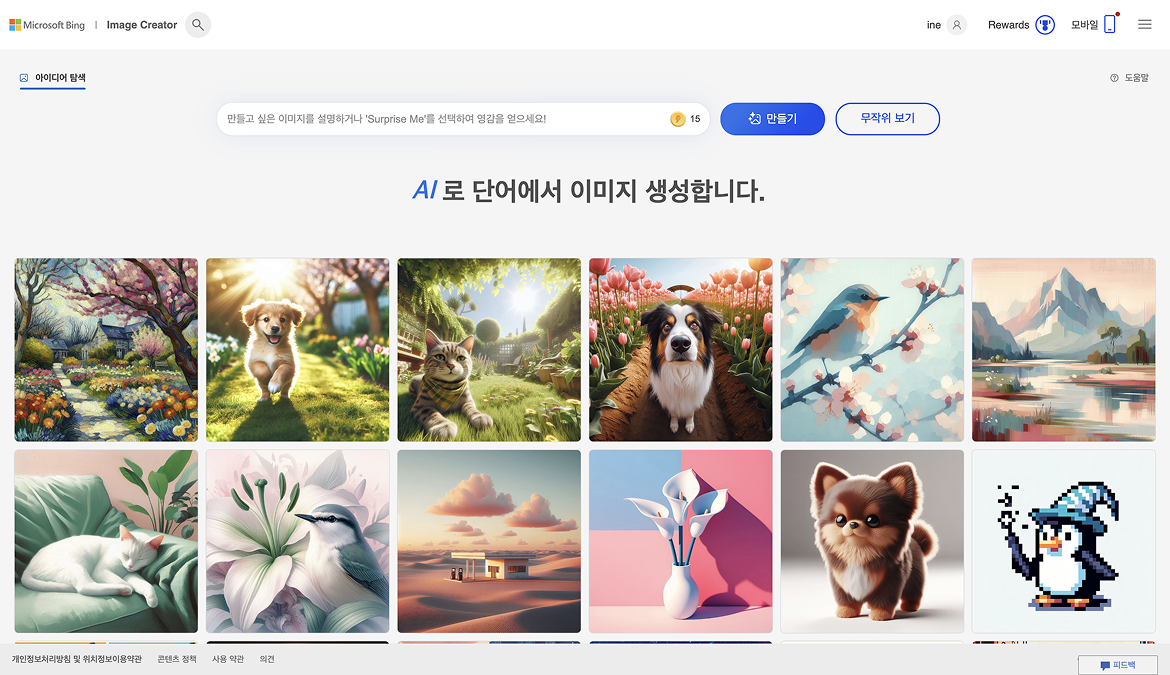 Microsoft Bing | Image Creator
ine Rewards 모바일
아이디어 탐색
도움말
만들고 싶은 이미지를 설명하거나 'Surprise Me'를 선택하여 영감을 얻으세요! 15 만들기 무작위 보기
AI 로 단어에서 이미지 생성합니다.
개인정보처리방침 및 위치정보이용약관 콘텐츠 정책 사용 약관 의견
피드백